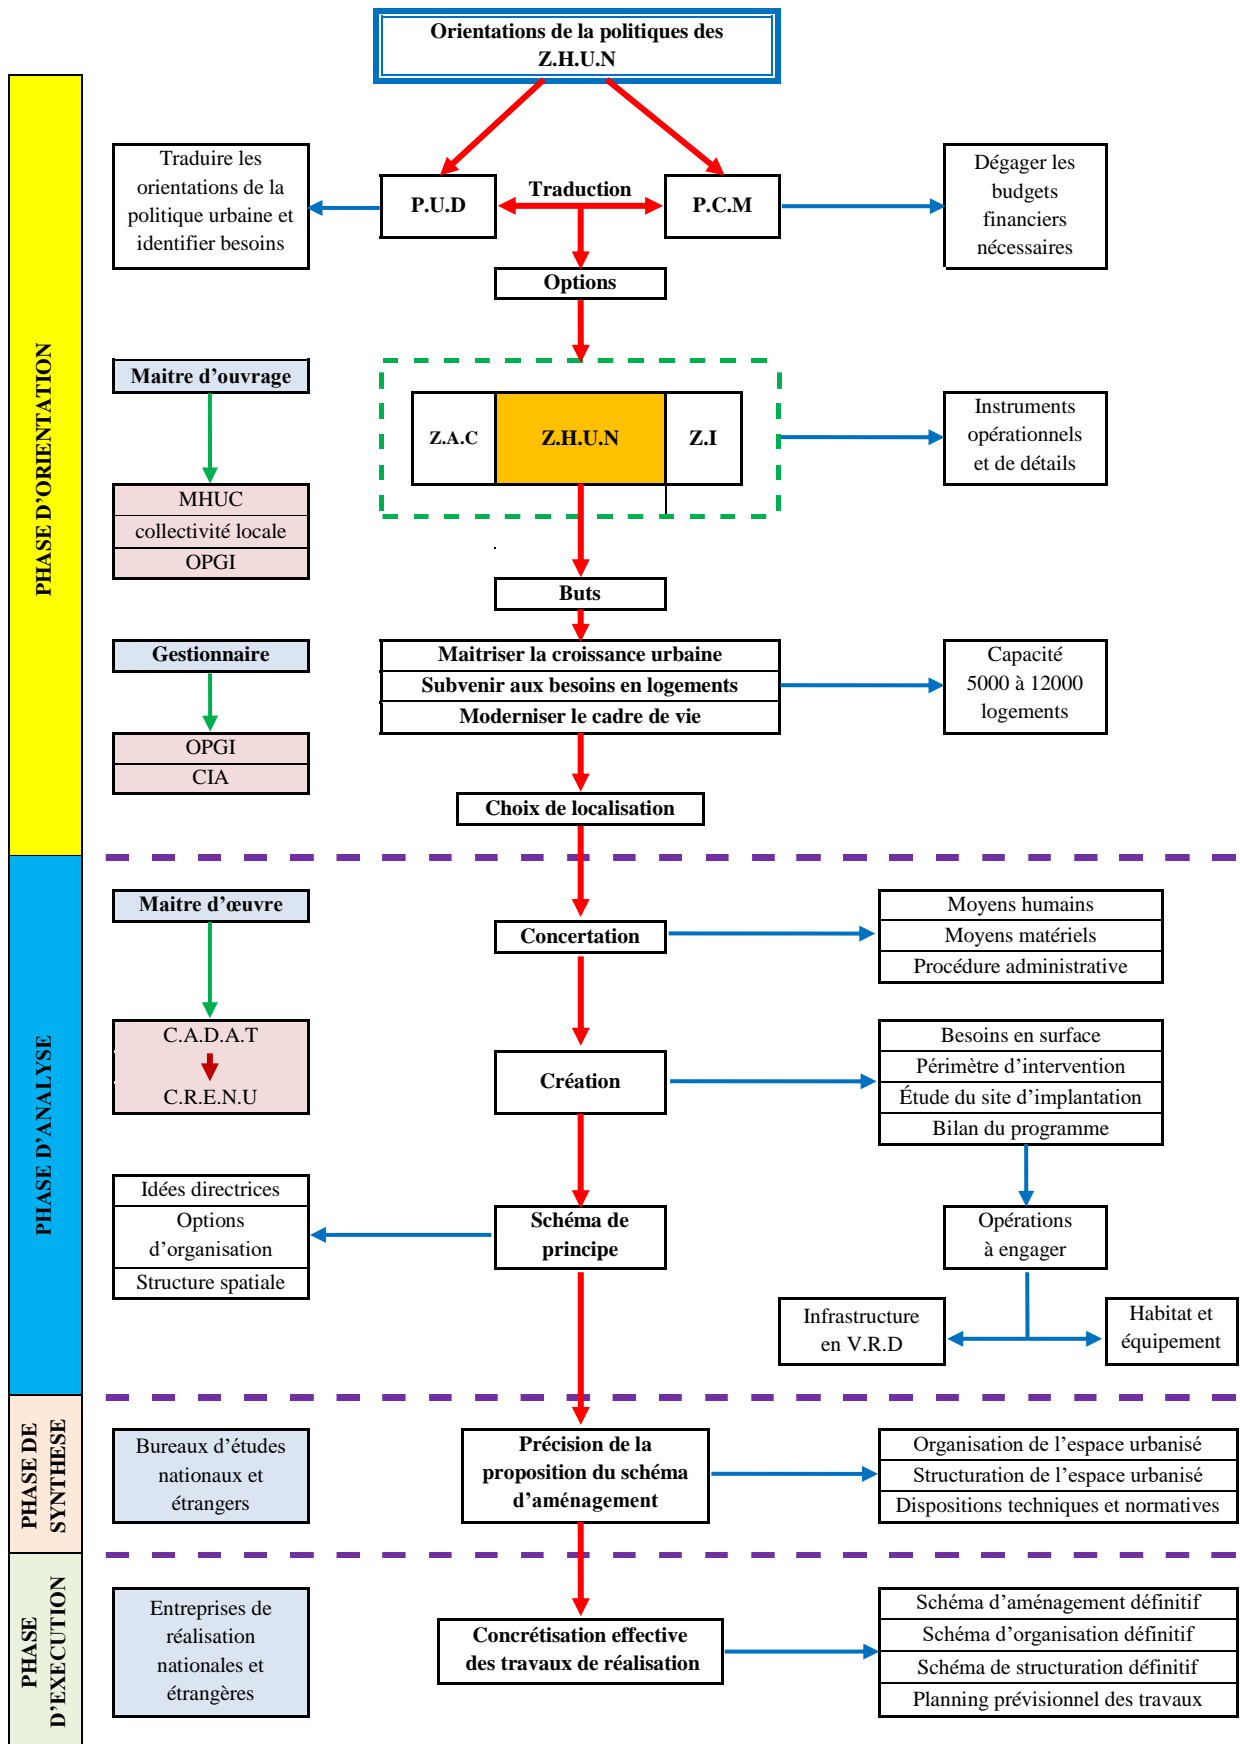 Orientations de la politiques des
Z.H.U.N
PHASE D'ORIENTATION
Traduire les
orientations de la
politique urbaine et
identifier besoins
P.U.D
Traduction
P.C.M
Dégager les
budgets
financiers
nécessaires
Options
Maitre d'ouvrage
MHUC
collectivité locale
OPGI
Z.A.C
Z.H.U.N
Z.I
Instruments
opérationnels
et de détails
Buts
Gestionnaire
OPGI
CIA
Maitriser la croissance urbaine
Subvenir aux besoins en logements
Moderniser le cadre de vie
Capacité
5000 à 12000
logements
Choix de localisation
PHASE D'ANALYSE
Maitre d'œuvre
C.A.D.A.T
C.R.E.N.U
Concertation
Moyens humains
Moyens matériels
Procédure administrative
Création
Besoins en surface
Périmètre d'intervention
Étude du site d'implantation
Bilan du programme
Idées directrices
Options
d'organisation
Structure spatiale
Schéma de
principe
Opérations
à engager
Infrastructure
en V.R.D
Habitat et
équipement
PHASE DE
SYNTHESE
Bureaux d'études
nationaux et
étrangers
Précision de la
proposition du schéma
d'aménagement
Organisation de l'espace urbanisé
Structuration de l'espace urbanisé
Dispositions techniques et normatives
PHASE
D'EXECUTION
Entreprises de
réalisation
nationales et
étrangères
Concrétisation effective
des travaux de réalisation
Schéma d'aménagement définitif
Schéma d'organisation définitif
Schéma de structuration définitif
Planning prévisionnel des travaux